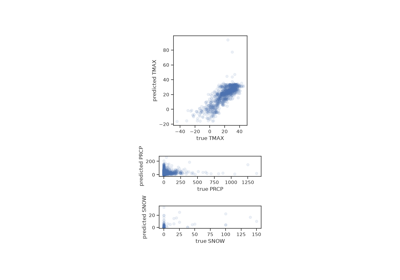 80
60
40
20
0
−20
predicted TMAX
−40 −20 0 20 40
true TMAX
200
0
predicted PRCP
0 250 500 750 1000 1250
true PRCP
20
0
predicted SNOW
0 25 50 75 100 125 150
true SNOW